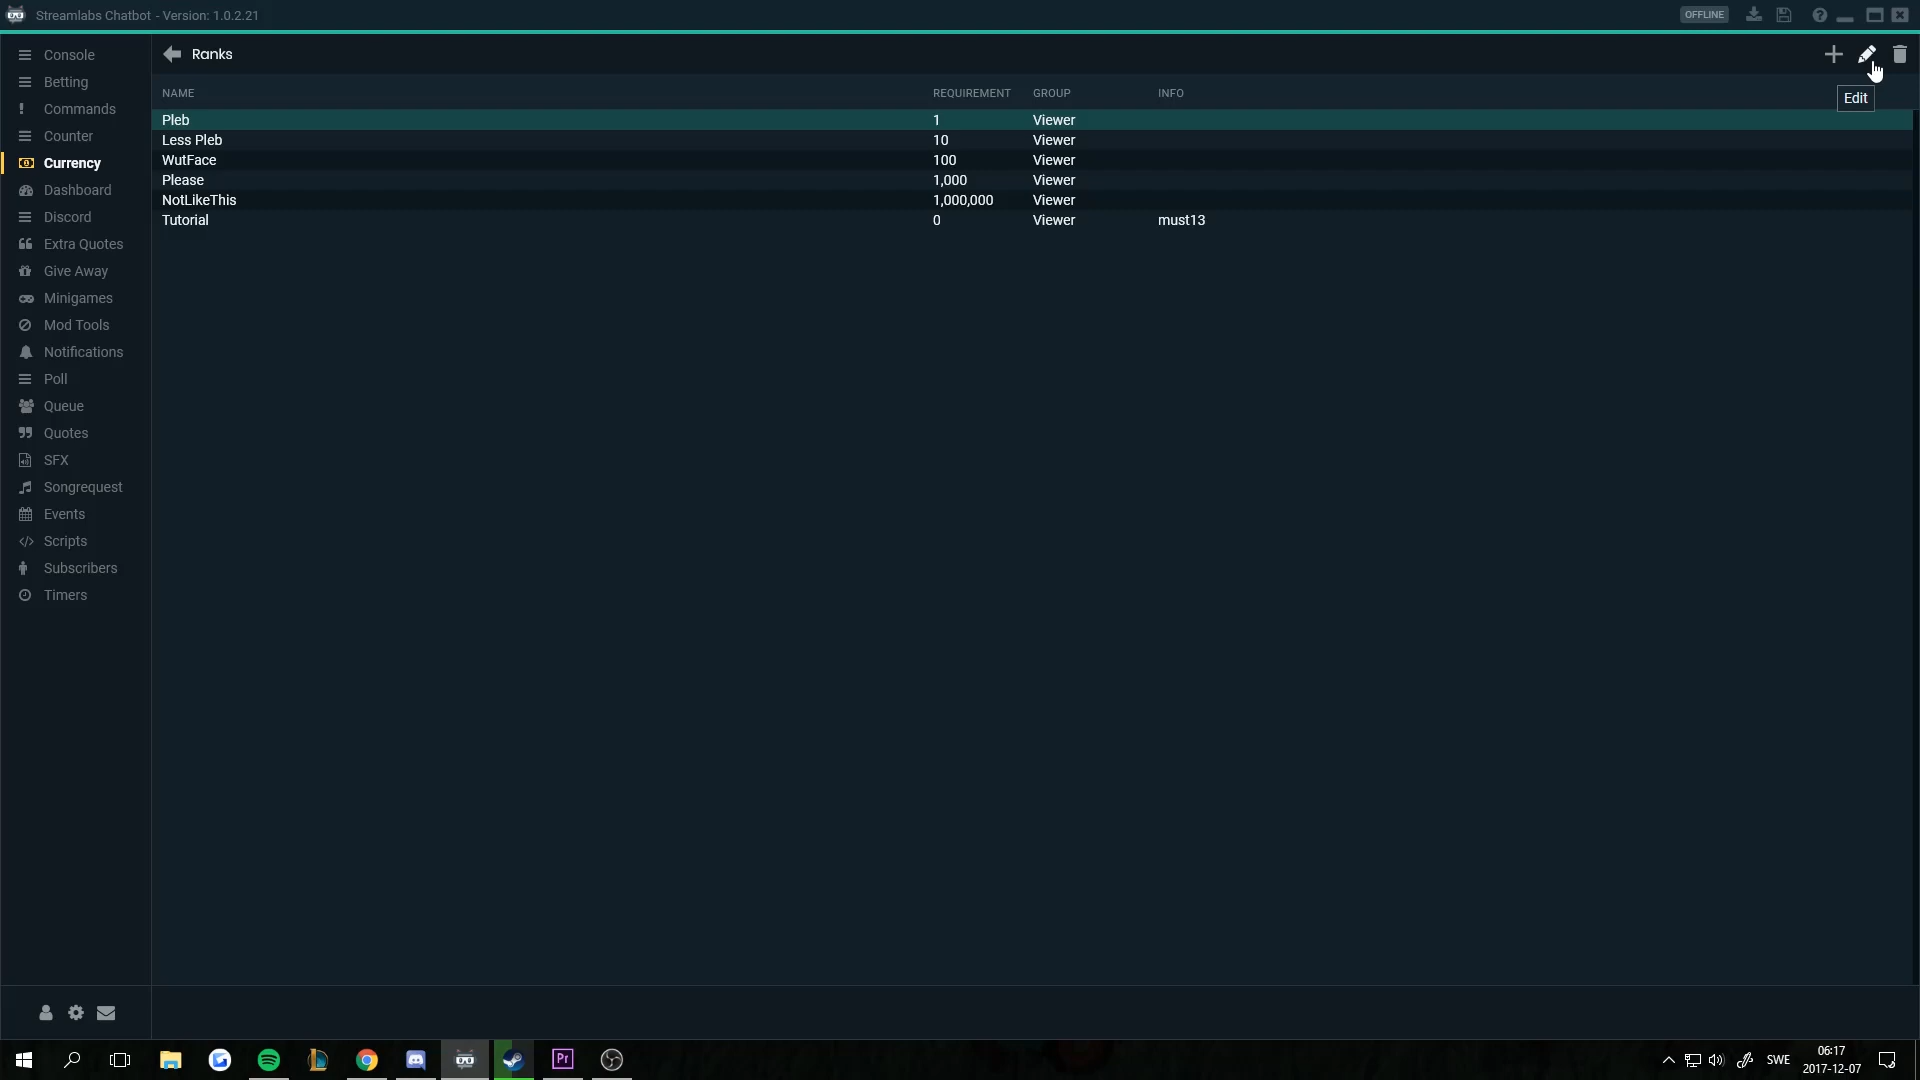 Streamlabs Chatbot - Version: 1.0.2.21
OFFLINE
Console
Betting
Commands
Counter
Currency
Dashboard
Discord
Extra Quotes
Give Away
Minigames
Mod Tools
Notifications
Poll
Queue
Quotes
SFX
Songrequest
Events
Scripts
Subscribers
Timers
Ranks
Edit
NAME REQUIREMENT GROUP INFO
Pleb 1 Viewer
Less Pleb 10 Viewer
WutFace 100 Viewer
Please 1,000 Viewer
NotLikeThis 1,000,000 Viewer
Tutorial 0 Viewer must13
Pr
SWE
06:17
2017-12-07